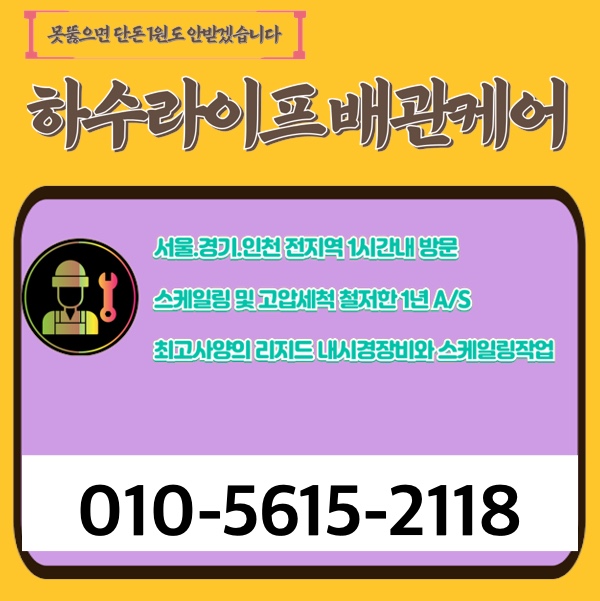 못뚫으면 단돈 1원도 안받겠습니다
하수라이프 배관케어
서울.경기.인천 전지역 1시간내 방문
스케일링 및 고압세척 철저한 1년 A/S
최고사양의 리지드 내시경장비와 스케일링작업
010-5615-2118